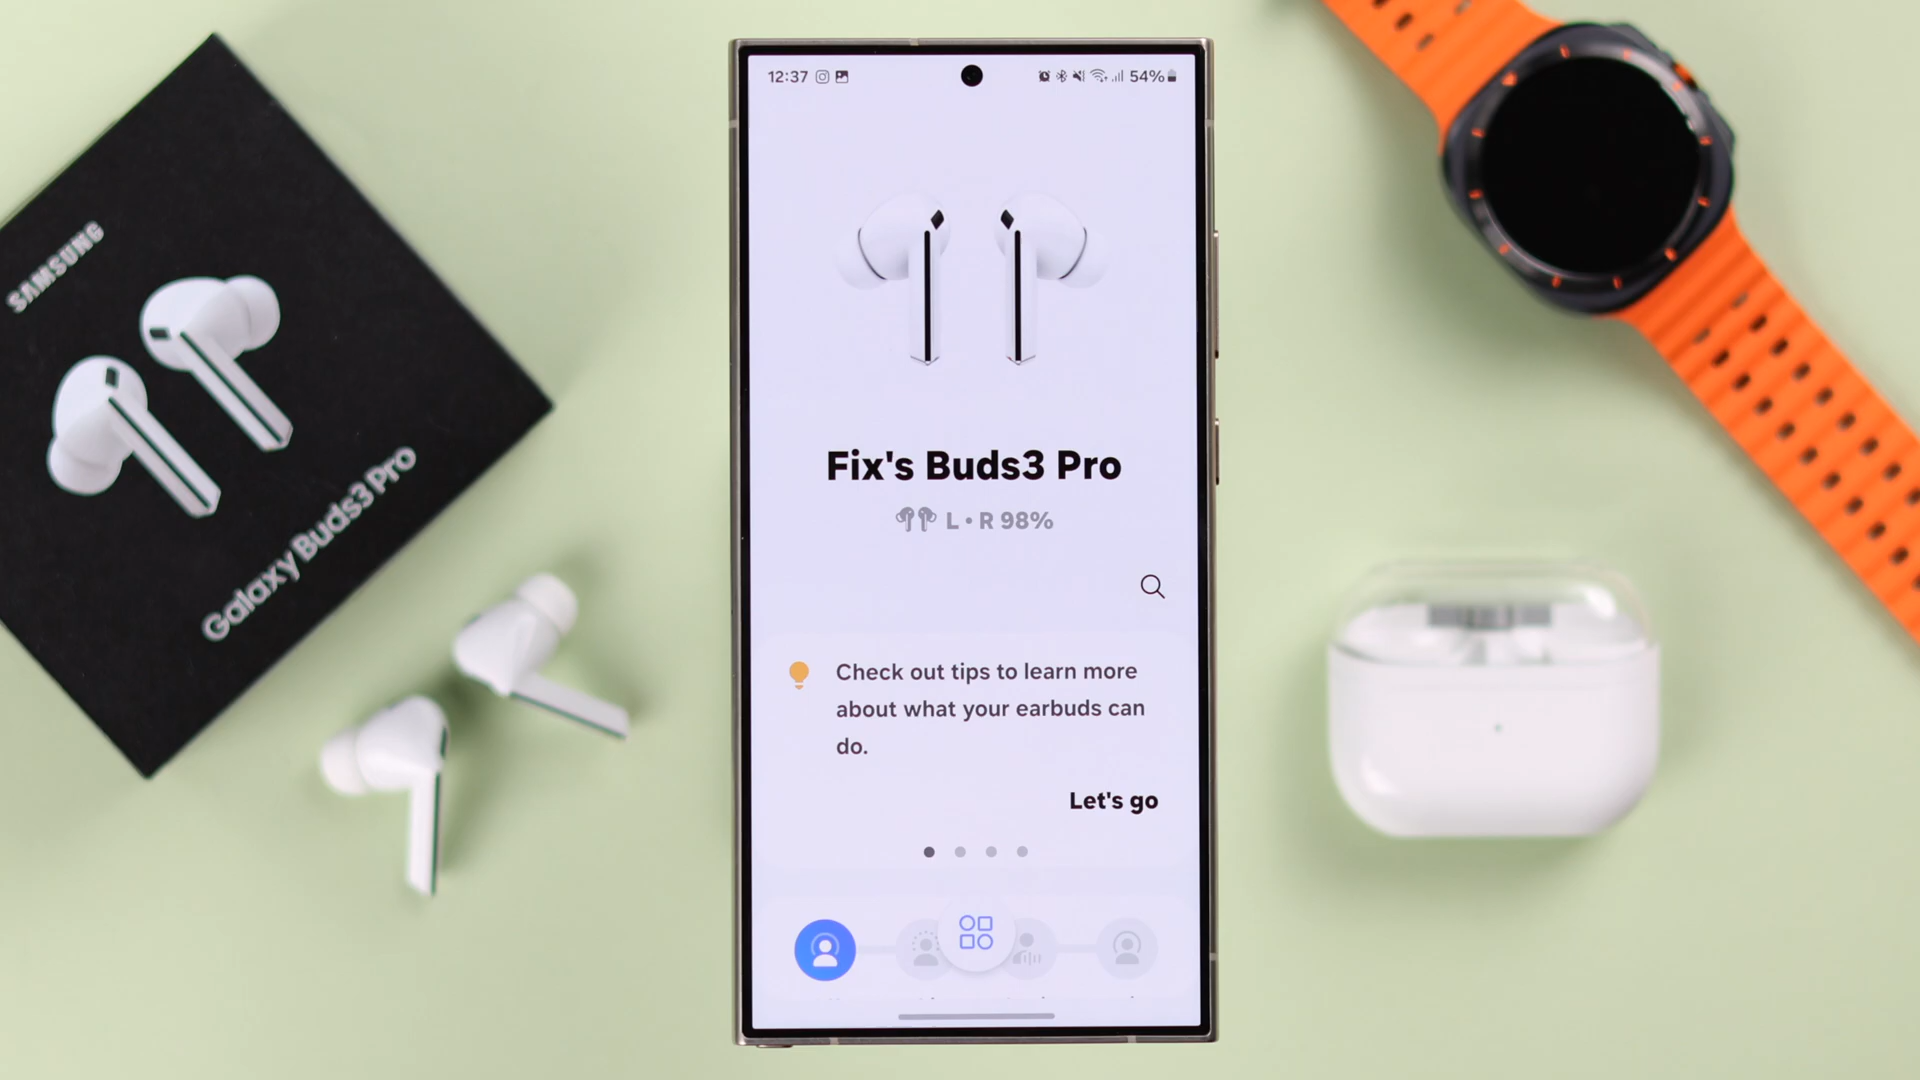 SAMSUNG
Galaxy Buds3 Pro
12:37
54%
Fix's Buds3 Pro
L • R 98%
Check out tips to learn more
about what your earbuds can
do.
Let's go